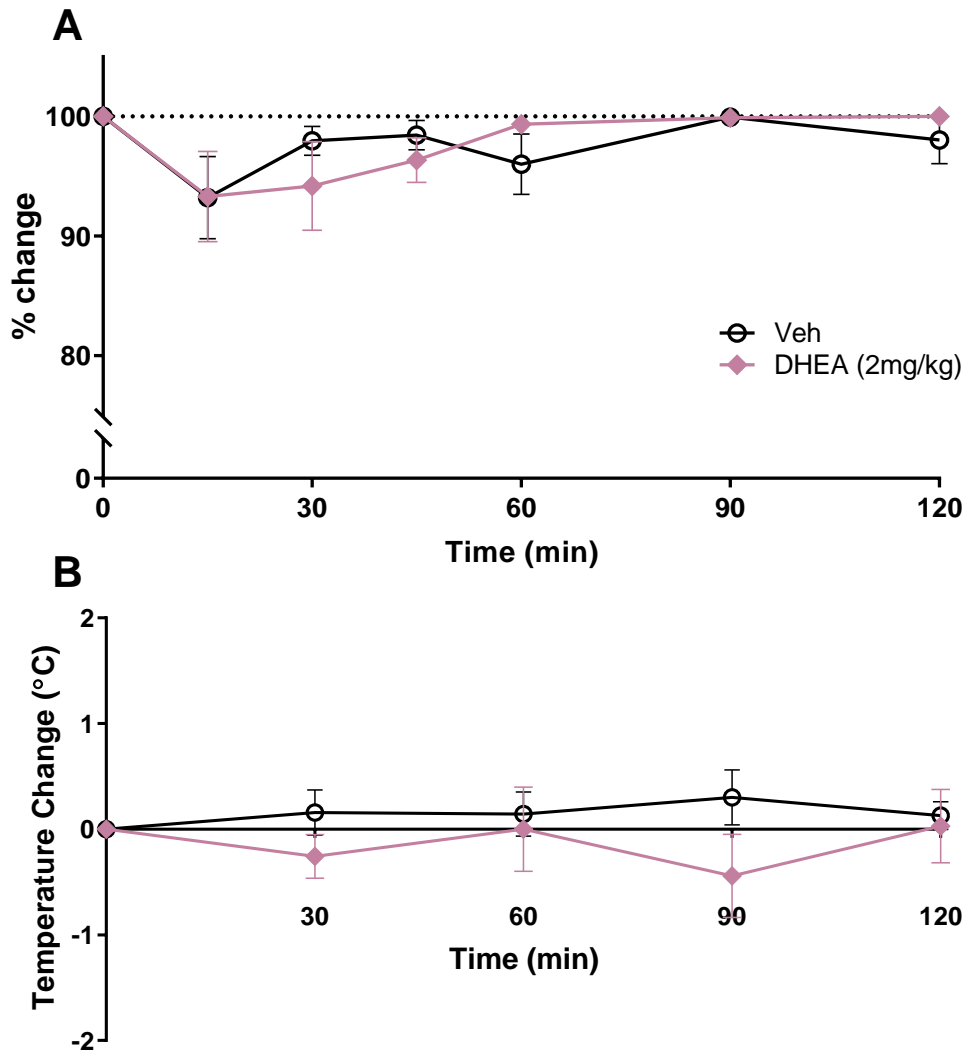 A
100
90
80
0
% change
Veh
DHEA (2mg/kg)
0 30 60 90 120
Time (min)
B
2
1
0
-1
-2
Temperature Change (°C)
30 60 90 120
Time (min)